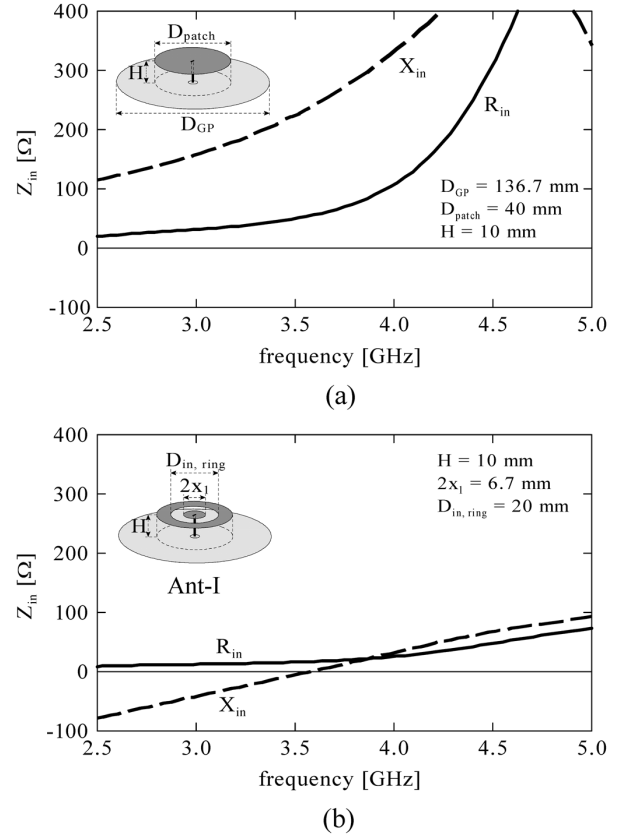 400
300
200
100
0
-100
Z_in [Ω]
D_patch
H
D_GP
X_in
R_in
D_GP = 136.7 mm
D_patch = 40 mm
H = 10 mm
2.5 3.0 3.5 4.0 4.5 5.0
frequency [GHz]
(a)
400
300
200
100
0
-100
Z_in [Ω]
D_in, ring
2x_1
H
Ant-I
H = 10 mm
2x_1 = 6.7 mm
D_in, ring = 20 mm
R_in
X_in
2.5 3.0 3.5 4.0 4.5 5.0
frequency [GHz]
(b)